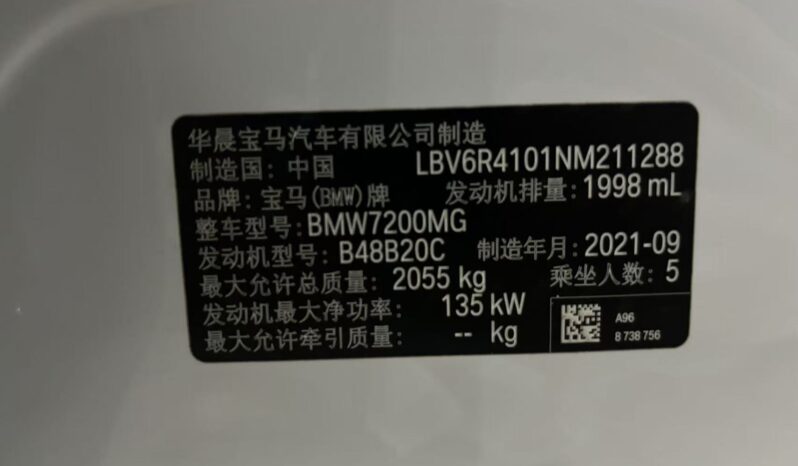 华晨宝马汽车有限公司制造
制造国: 中国 LBV6R4101NM211288
品牌: 宝马(BMW)牌 发动机排量: 1998 mL
整车型号: BMW7200MG
发动机型号: B48B20C 制造年月: 2021-09
最大允许总质量: 2055 kg 乘坐人数: 5
发动机最大净功率: 135 kW
最大允许牵引质量: -- kg
A96
8 738 756